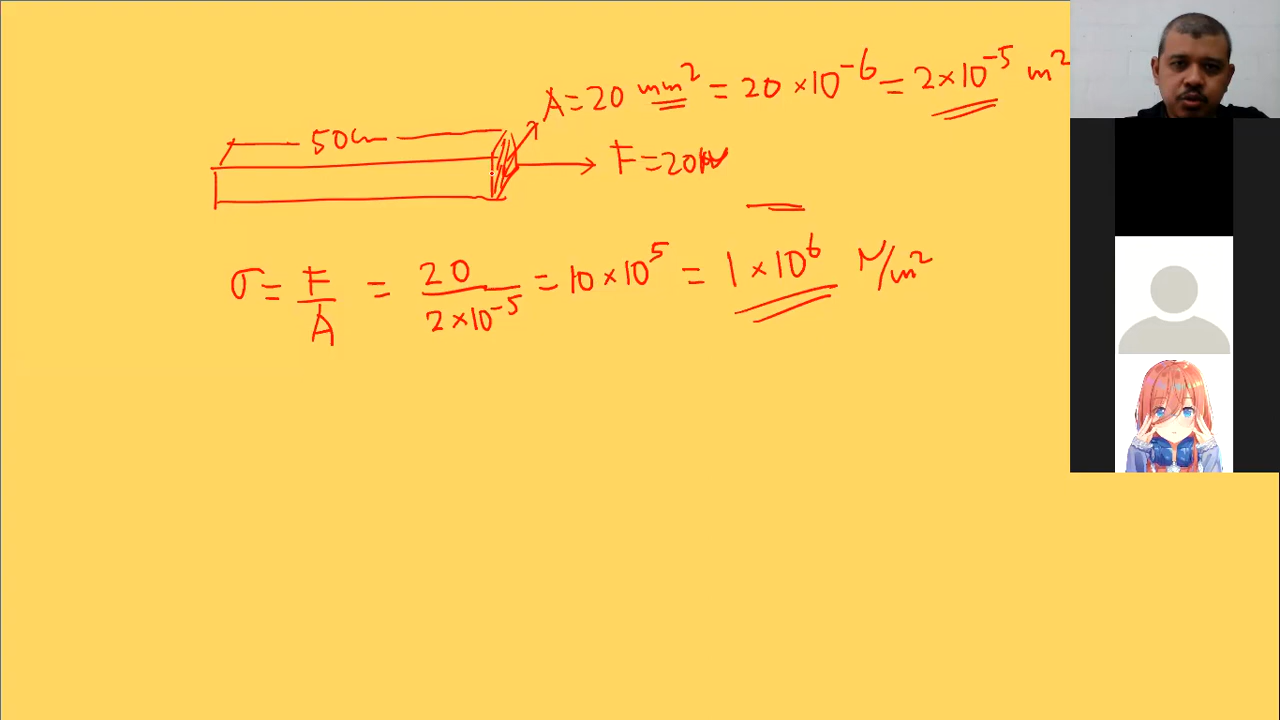 A = 20 mm² = 20 × 10⁻⁶ = 2 × 10⁻⁵ m²
50cm
F = 20N
σ = F/A = 20/2 × 10⁻⁵ = 10 × 10⁵ = 1 × 10⁶ N/m²